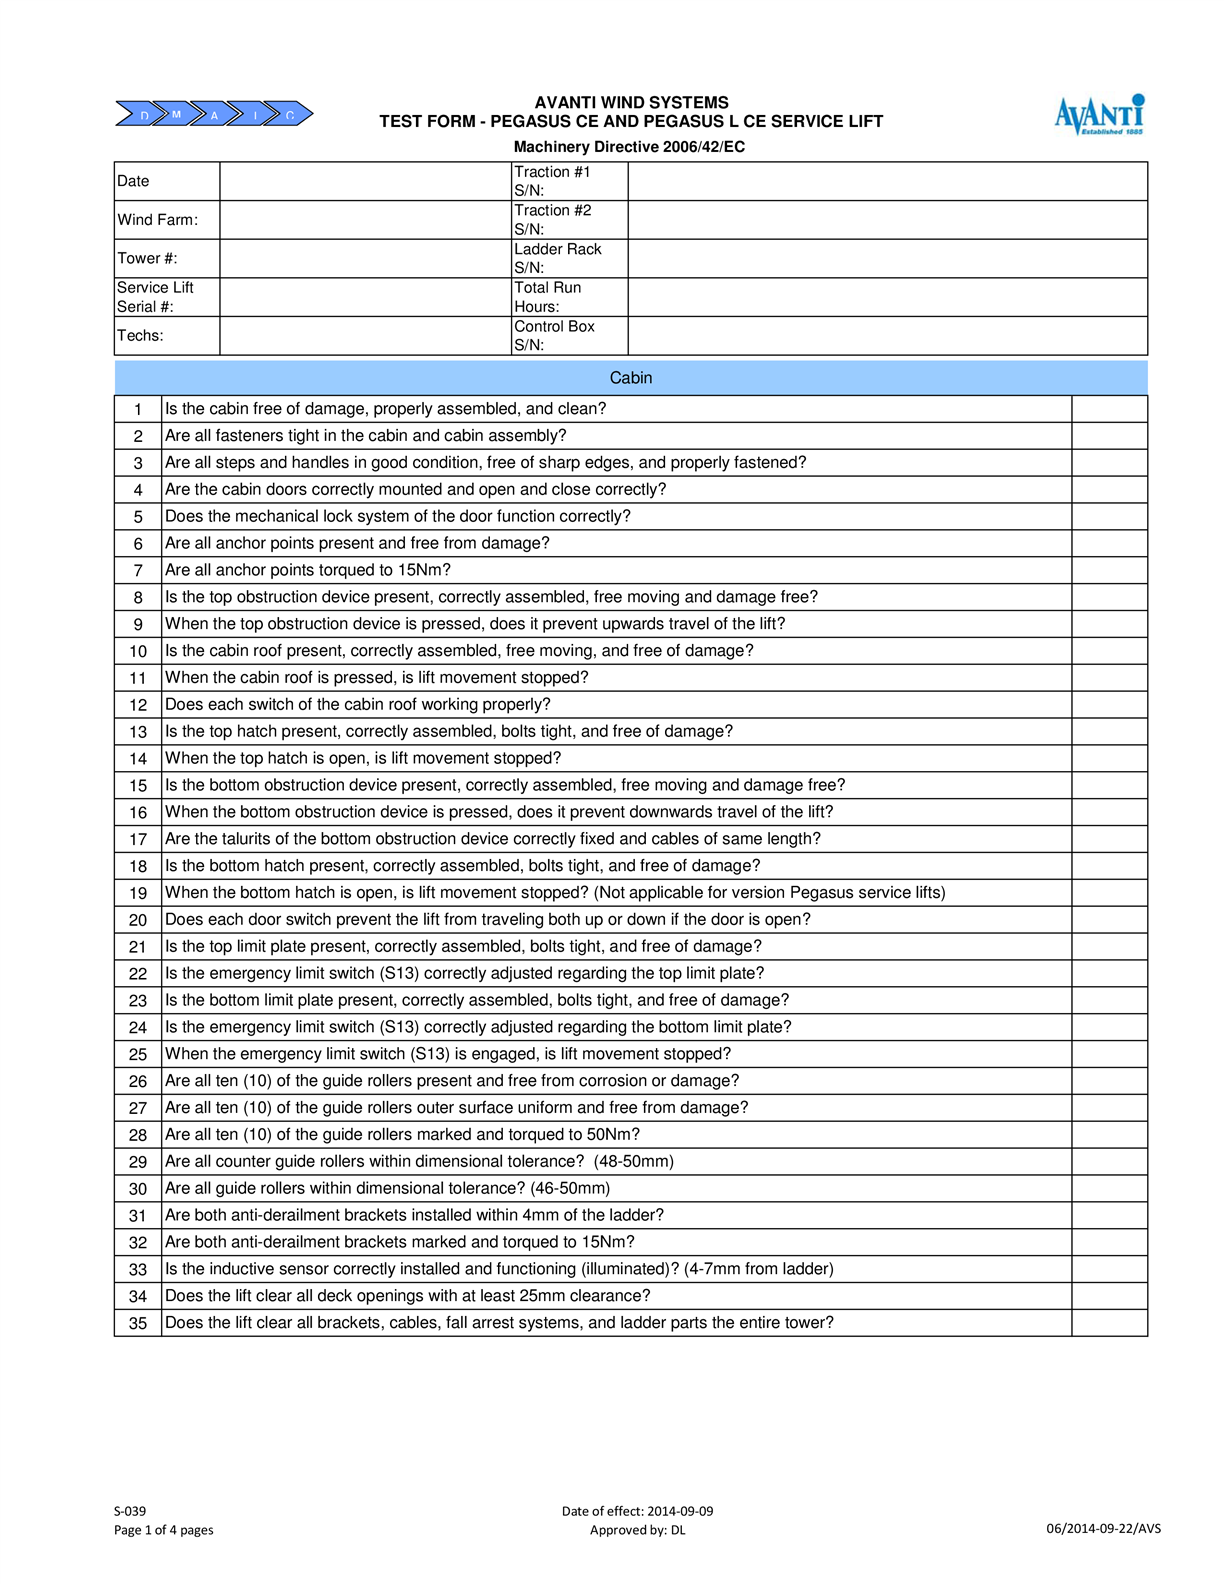 D M A I C
AVANTI WIND SYSTEMS
TEST FORM - PEGASUS CE AND PEGASUS L CE SERVICE LIFT
Machinery Directive 2006/42/EC
AVANTI
Established 1885
Date
Traction #1
S/N:
Wind Farm:
Traction #2
S/N:
Tower #:
Ladder Rack
S/N:
Service Lift
Serial #:
Total Run
Hours:
Techs:
Control Box
S/N:
Cabin
1 Is the cabin free of damage, properly assembled, and clean?
2 Are all fasteners tight in the cabin and cabin assembly?
3 Are all steps and handles in good condition, free of sharp edges, and properly fastened?
4 Are the cabin doors correctly mounted and open and close correctly?
5 Does the mechanical lock system of the door function correctly?
6 Are all anchor points present and free from damage?
7 Are all anchor points torqued to 15Nm?
8 Is the top obstruction device present, correctly assembled, free moving and damage free?
9 When the top obstruction device is pressed, does it prevent upwards travel of the lift?
10 Is the cabin roof present, correctly assembled, free moving, and free of damage?
11 When the cabin roof is pressed, is lift movement stopped?
12 Does each switch of the cabin roof working properly?
13 Is the top hatch present, correctly assembled, bolts tight, and free of damage?
14 When the top hatch is open, is lift movement stopped?
15 Is the bottom obstruction device present, correctly assembled, free moving and damage free?
16 When the bottom obstruction device is pressed, does it prevent downwards travel of the lift?
17 Are the talurits of the bottom obstruction device correctly fixed and cables of same length?
18 Is the bottom hatch present, correctly assembled, bolts tight, and free of damage?
19 When the bottom hatch is open, is lift movement stopped? (Not applicable for version Pegasus service lifts)
20 Does each door switch prevent the lift from traveling both up or down if the door is open?
21 Is the top limit plate present, correctly assembled, bolts tight, and free of damage?
22 Is the emergency limit switch (S13) correctly adjusted regarding the top limit plate?
23 Is the bottom limit plate present, correctly assembled, bolts tight, and free of damage?
24 Is the emergency limit switch (S13) correctly adjusted regarding the bottom limit plate?
25 When the emergency limit switch (S13) is engaged, is lift movement stopped?
26 Are all ten (10) of the guide rollers present and free from corrosion or damage?
27 Are all ten (10) of the guide rollers outer surface uniform and free from damage?
28 Are all ten (10) of the guide rollers marked and torqued to 50Nm?
29 Are all counter guide rollers within dimensional tolerance?  (48-50mm)
30 Are all guide rollers within dimensional tolerance? (46-50mm)
31 Are both anti-derailment brackets installed within 4mm of the ladder?
32 Are both anti-derailment brackets marked and torqued to 15Nm?
33 Is the inductive sensor correctly installed and functioning (illuminated)? (4-7mm from ladder)
34 Does the lift clear all deck openings with at least 25mm clearance?
35 Does the lift clear all brackets, cables, fall arrest systems, and ladder parts the entire tower?
S-039
Date of effect: 2014-09-09
Page 1 of 4 pages
Approved by: DL
06/2014-09-22/AVS